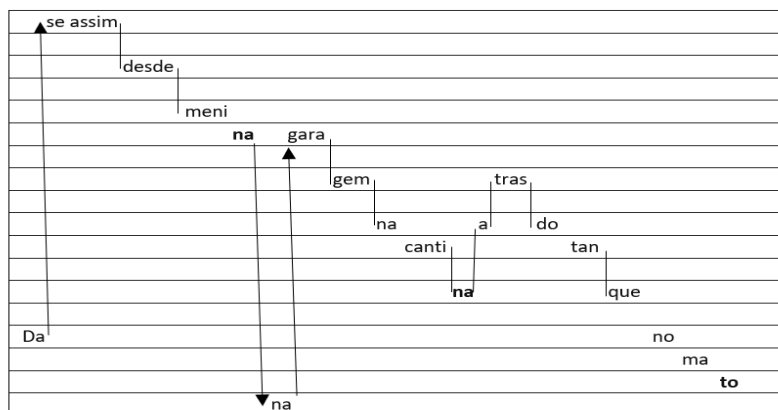 se assim
desde
meni
na gara
gem tras
na a do
canti tan
na que
Da no
ma
to
na